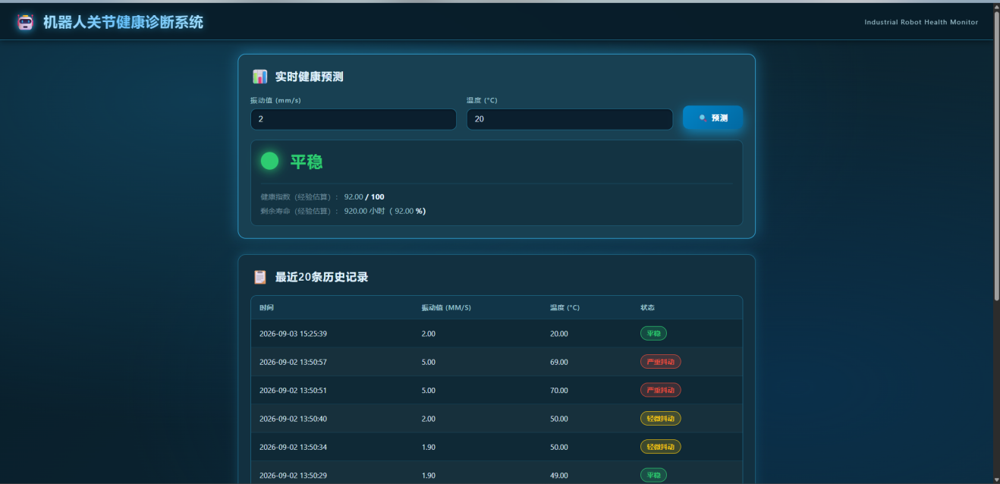 机器人关节健康诊断系统
Industrial Robot Health Monitor
实时健康预测
振动值 (mm/s)
温度 (°C)
2
20
预测
平稳
健康指数（经验估算）： 92.00 / 100
剩余寿命（经验估算）： 920.00 小时（ 92.00 %)
最近20条历史记录
时间 振动值 (MM/S) 温度 (°C) 状态
2026-09-03 15:25:39 2.00 20.00 平稳
2026-09-02 13:50:57 5.00 69.00 严重抖动
2026-09-02 13:50:51 5.00 70.00 严重抖动
2026-09-02 13:50:40 2.00 50.00 轻微抖动
2026-09-02 13:50:34 1.90 50.00 轻微抖动
2026-09-02 13:50:29 1.90 49.00 平稳